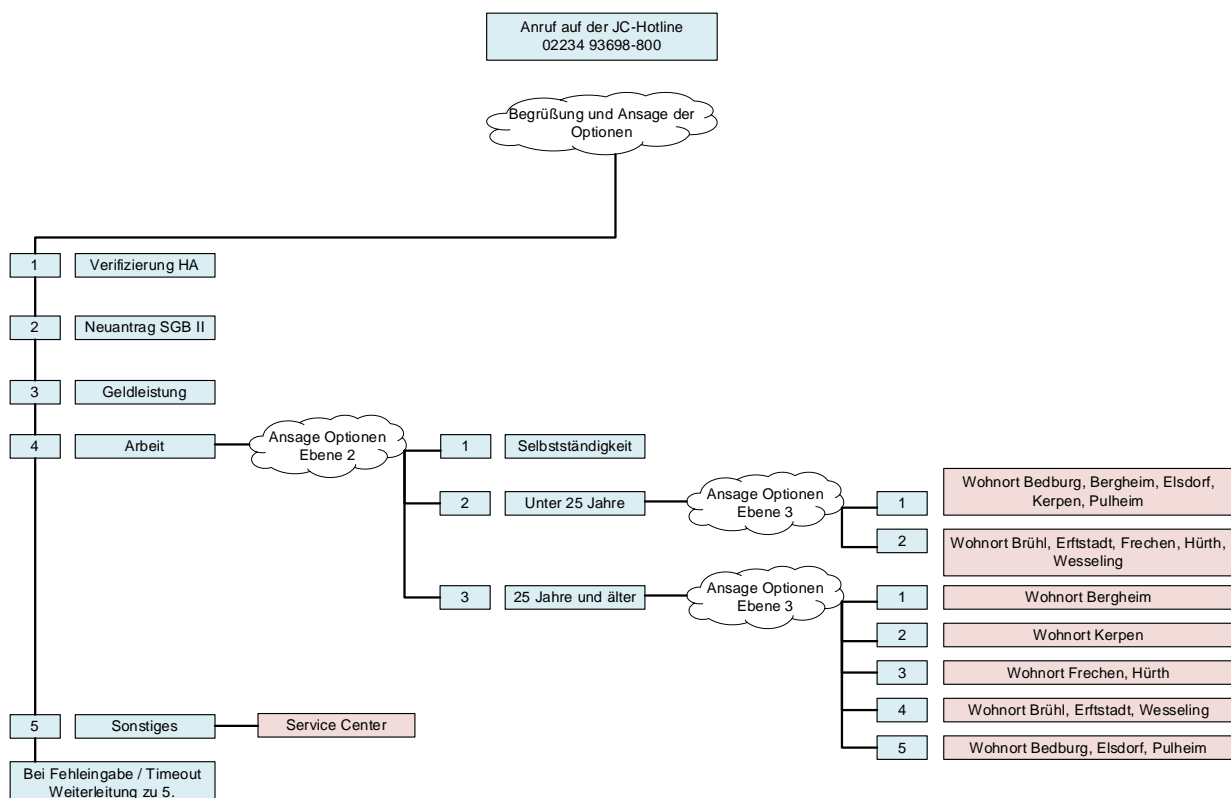 Anruf auf der JC-Hotline
02234 93698-800
Begrüßung und Ansage der
Optionen
1
Verifizierung HA
2
Neuantrag SGB II
3
Geldleistung
4
Arbeit
Ansage Optionen
Ebene 2
1
Selbstständigkeit
2
Unter 25 Jahre
Ansage Optionen
Ebene 3
1
Wohnort Bedburg, Bergheim, Elsdorf,
Kerpen, Pulheim
2
Wohnort Brühl, Erftstadt, Frechen, Hürth,
Wesseling
3
25 Jahre und älter
Ansage Optionen
Ebene 3
1
Wohnort Bergheim
2
Wohnort Kerpen
3
Wohnort Frechen, Hürth
4
Wohnort Brühl, Erftstadt, Wesseling
5
Wohnort Bedburg, Elsdorf, Pulheim
5
Sonstiges
Service Center
Bei Fehleingabe / Timeout
Weiterleitung zu 5.